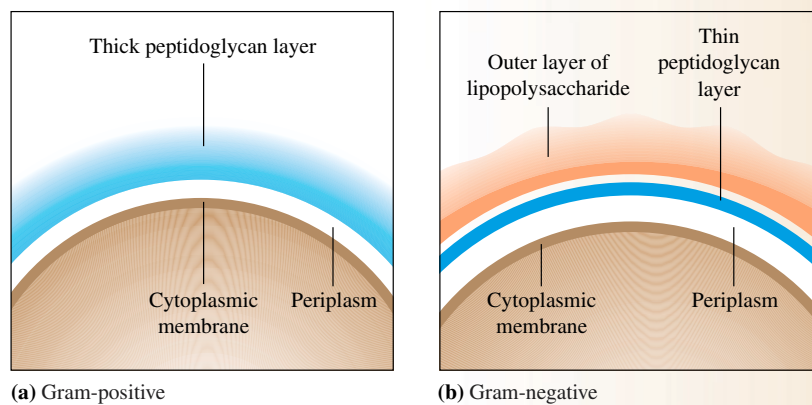 Thick peptidoglycan layer
Cytoplasmic
membrane
Periplasm
(a) Gram-positive
Outer layer of
lipopolysaccharide
Thin
peptidoglycan
layer
Cytoplasmic
membrane
Periplasm
(b) Gram-negative